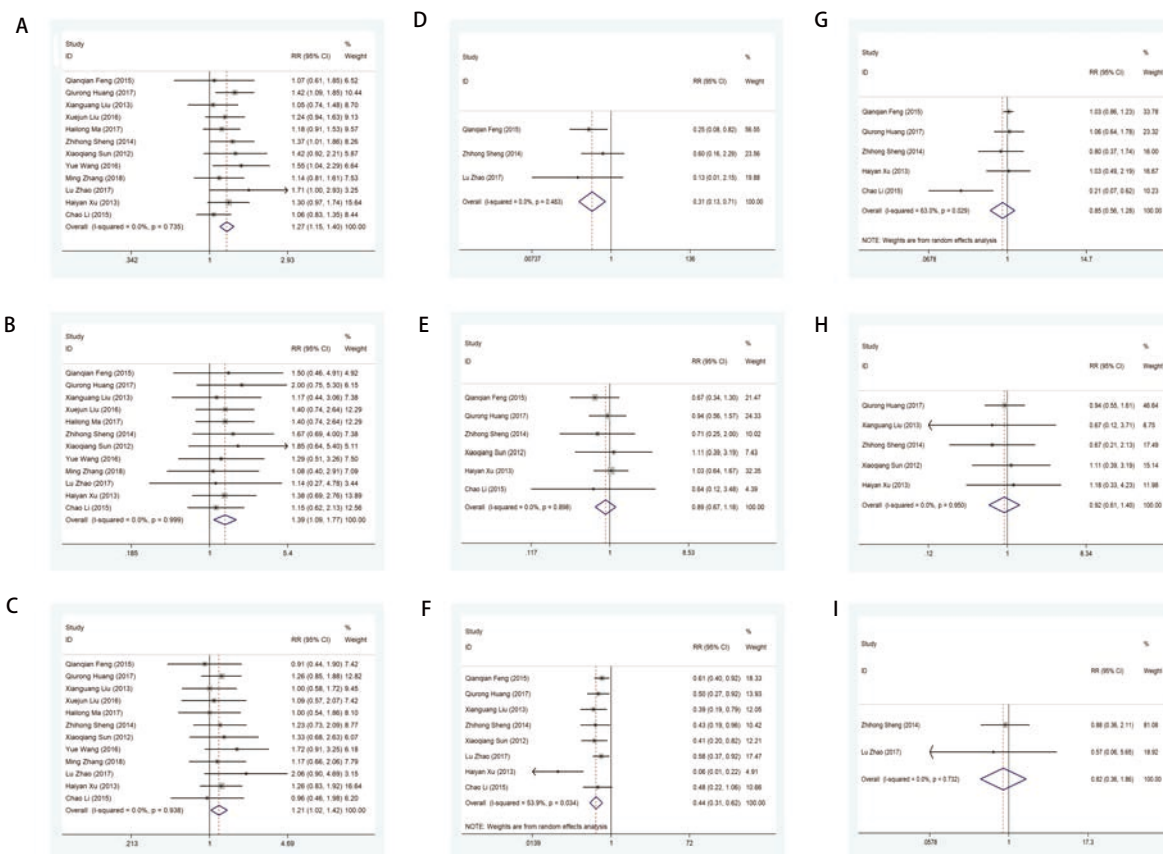 A
Study %
ID RR (95% CI) Weight
Qianqian Feng (2015) 1.07 (0.61, 1.85) 6.52
Qiurong Huang (2017) 1.42 (1.09, 1.85) 10.44
Xianguang Liu (2013) 1.05 (0.74, 1.48) 8.70
Xuejun Liu (2016) 1.24 (0.94, 1.63) 9.13
Hailong Ma (2017) 1.18 (0.91, 1.53) 9.57
Zhihong Sheng (2014) 1.37 (1.01, 1.86) 8.26
Xiaoqiang Sun (2012) 1.42 (0.92, 2.21) 5.87
Yue Wang (2016) 1.55 (1.04, 2.29) 6.64
Ming Zhang (2018) 1.14 (0.81, 1.61) 7.53
Lu Zhao (2017) 1.71 (1.00, 2.93) 3.25
Haiyan Xu (2013) 1.30 (0.97, 1.74) 15.64
Chao Li (2015) 1.06 (0.83, 1.35) 8.44
Overall (I-squared = 0.0%, p = 0.735) 1.27 (1.15, 1.40) 100.00
.342 1 2.93
B
Study %
ID RR (95% CI) Weight
Qianqian Feng (2015) 1.50 (0.46, 4.91) 4.92
Qiurong Huang (2017) 2.00 (0.75, 5.30) 6.15
Xianguang Liu (2013) 1.17 (0.44, 3.06) 7.38
Xuejun Liu (2016) 1.40 (0.74, 2.64) 12.29
Hailong Ma (2017) 1.40 (0.74, 2.64) 12.29
Zhihong Sheng (2014) 1.67 (0.69, 4.00) 7.38
Xiaoqiang Sun (2012) 1.85 (0.64, 5.40) 5.11
Yue Wang (2016) 1.29 (0.51, 3.26) 7.50
Ming Zhang (2018) 1.08 (0.40, 2.91) 7.09
Lu Zhao (2017) 1.14 (0.27, 4.78) 3.44
Haiyan Xu (2013) 1.38 (0.69, 2.76) 13.89
Chao Li (2015) 1.15 (0.62, 2.13) 12.56
Overall (I-squared = 0.0%, p = 0.999) 1.39 (1.09, 1.77) 100.00
.185 1 5.4
C
Study %
ID RR (95% CI) Weight
Qianqian Feng (2015) 0.91 (0.44, 1.90) 7.42
Qiurong Huang (2017) 1.26 (0.85, 1.88) 12.82
Xianguang Liu (2013) 1.00 (0.58, 1.72) 9.45
Xuejun Liu (2016) 1.09 (0.57, 2.07) 7.42
Hailong Ma (2017) 1.00 (0.54, 1.86) 8.10
Zhihong Sheng (2014) 1.23 (0.73, 2.09) 8.77
Xiaoqiang Sun (2012) 1.33 (0.68, 2.63) 6.07
Yue Wang (2016) 1.72 (0.91, 3.25) 6.18
Ming Zhang (2018) 1.17 (0.66, 2.06) 7.79
Lu Zhao (2017) 2.06 (0.90, 4.69) 3.15
Haiyan Xu (2013) 1.26 (0.83, 1.92) 16.64
Chao Li (2015) 0.96 (0.46, 1.98) 6.20
Overall (I-squared = 0.0%, p = 0.938) 1.21 (1.02, 1.42) 100.00
.213 1 4.69
D
Study %
ID RR (95% CI) Weight
Qianqian Feng (2015) 0.25 (0.08, 0.82) 56.55
Zhihong Sheng (2014) 0.60 (0.16, 2.29) 23.56
Lu Zhao (2017) 0.13 (0.01, 2.15) 19.88
Overall (I-squared = 0.0%, p = 0.463) 0.31 (0.13, 0.71) 100.00
.00737 1 136
E
Study %
ID RR (95% CI) Weight
Qianqian Feng (2015) 0.67 (0.34, 1.30) 21.47
Qiurong Huang (2017) 0.94 (0.56, 1.57) 24.33
Zhihong Sheng (2014) 0.71 (0.25, 2.00) 10.02
Xiaoqiang Sun (2012) 1.11 (0.39, 3.19) 7.43
Haiyan Xu (2013) 1.03 (0.64, 1.67) 32.35
Chao Li (2015) 0.64 (0.12, 3.48) 4.39
Overall (I-squared = 0.0%, p = 0.898) 0.89 (0.67, 1.18) 100.00
.117 1 8.53
F
Study %
ID RR (95% CI) Weight
Qianqian Feng (2015) 0.61 (0.40, 0.92) 18.33
Qiurong Huang (2017) 0.50 (0.27, 0.92) 13.93
Xianguang Liu (2013) 0.39 (0.19, 0.79) 12.05
Zhihong Sheng (2014) 0.43 (0.19, 0.96) 10.42
Xiaoqiang Sun (2012) 0.41 (0.20, 0.82) 12.21
Lu Zhao (2017) 0.58 (0.37, 0.92) 17.47
Haiyan Xu (2013) 0.06 (0.01, 0.22) 4.91
Chao Li (2015) 0.48 (0.22, 1.06) 10.68
Overall (I-squared = 53.9%, p = 0.034) 0.44 (0.31, 0.62) 100.00
NOTE: Weights are from random effects analysis
.0139 1 72
G
Study %
ID RR (95% CI) Weight
Qianqian Feng (2015) 1.03 (0.86, 1.23) 33.78
Qiurong Huang (2017) 1.06 (0.64, 1.78) 23.32
Zhihong Sheng (2014) 0.80 (0.37, 1.74) 16.00
Haiyan Xu (2013) 1.03 (0.49, 2.19) 16.67
Chao Li (2015) 0.21 (0.07, 0.62) 10.23
Overall (I-squared = 63.0%, p = 0.029) 0.85 (0.56, 1.28) 100.00
NOTE: Weights are from random effects analysis
.0678 1 14.7
H
Study %
ID RR (95% CI) Weight
Qiurong Huang (2017) 0.94 (0.55, 1.61) 46.64
Xianguang Liu (2013) 0.67 (0.12, 3.71) 8.75
Zhihong Sheng (2014) 0.67 (0.21, 2.13) 17.49
Xiaoqiang Sun (2012) 1.11 (0.39, 3.19) 15.14
Haiyan Xu (2013) 1.18 (0.33, 4.23) 11.98
Overall (I-squared = 0.0%, p = 0.950) 0.92 (0.61, 1.40) 100.00
.12 1 8.34
I
Study %
ID RR (95% CI) Weight
Zhihong Sheng (2014) 0.88 (0.36, 2.11) 81.08
Lu Zhao (2017) 0.57 (0.06, 5.65) 18.92
Overall (I-squared = 0.0%, p = 0.732) 0.82 (0.36, 1.86) 100.00
.0578 1 17.3